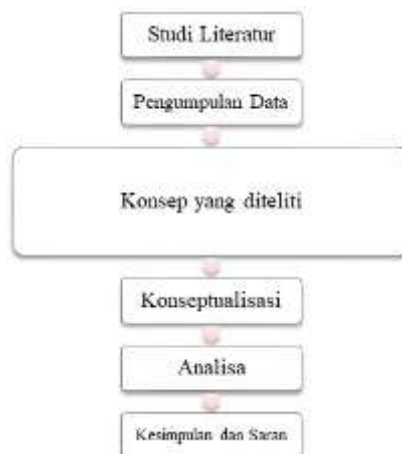 Studi Literatur
Pengumpulan Data
Konsep yang diteliti
Konseptualisasi
Analisa
Kesimpulan dan Saran